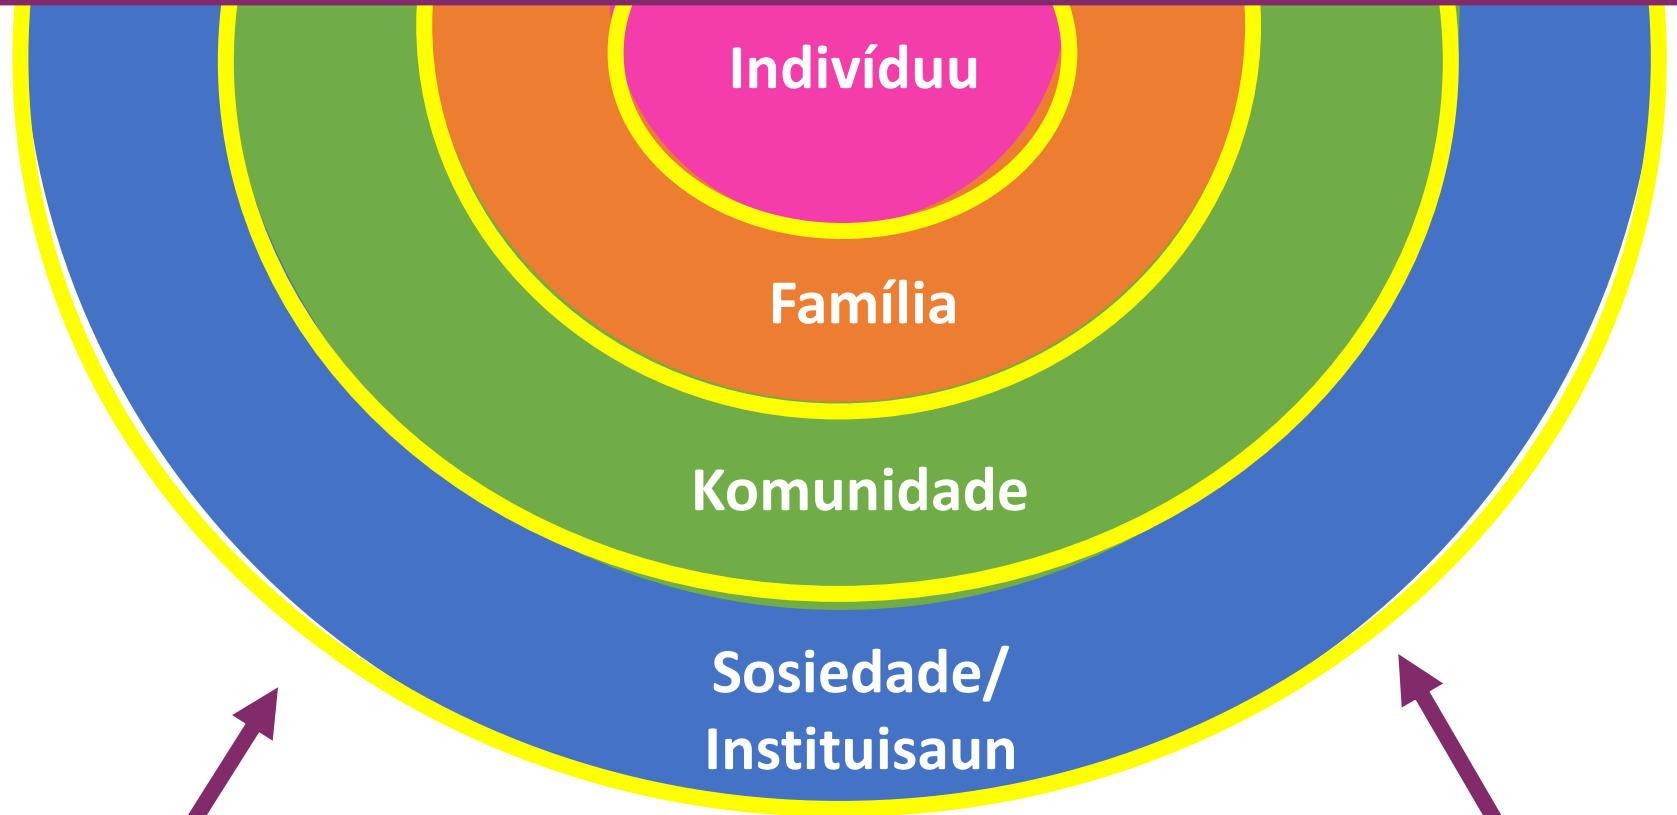 Indivíduu
Família
Komunidade
Sosiedade/
Instituisaun